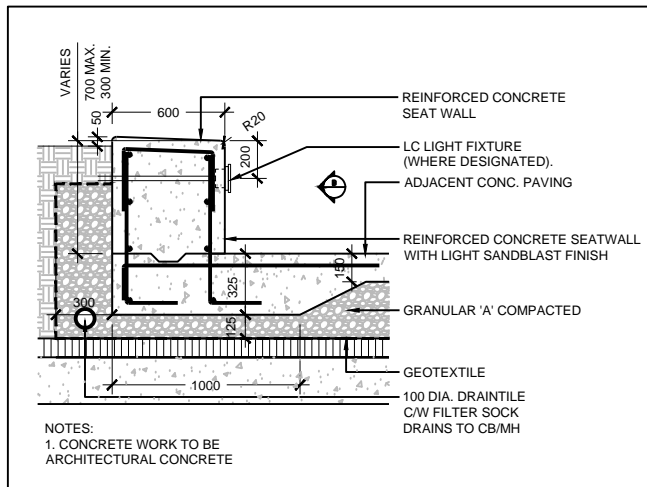 VARIES
700 MAX.
300 MIN.
50
600
R20
200
REINFORCED CONCRETE
SEAT WALL
LC LIGHT FIXTURE
(WHERE DESIGNATED).
ADJACENT CONC. PAVING
REINFORCED CONCRETE SEATWALL
WITH LIGHT SANDBLAST FINISH
150
325
300
125
GRANULAR 'A' COMPACTED
GEOTEXTILE
1000
100 DIA. DRAINTILE
C/W FILTER SOCK
DRAINS TO CB/MH
NOTES:
1. CONCRETE WORK TO BE
ARCHITECTURAL CONCRETE